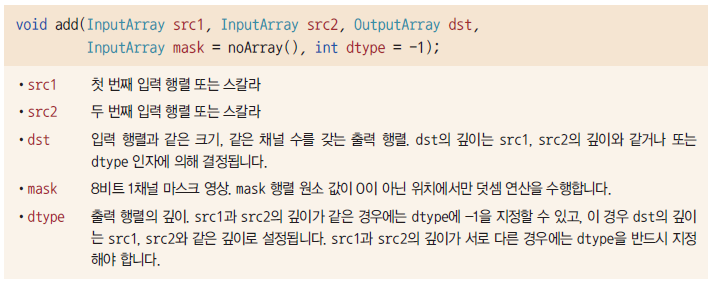 void add(InputArray src1, InputArray src2, OutputArray dst,
InputArray mask = noArray(), int dtype = -1);
• src1 첫 번째 입력 행렬 또는 스칼라
• src2 두 번째 입력 행렬 또는 스칼라
• dst 입력 행렬과 같은 크기, 같은 채널 수를 갖는 출력 행렬. dst의 깊이는 src1, src2의 깊이와 같거나 또는
dtype 인자에 의해 결정됩니다.
• mask 8비트 1채널 마스크 영상. mask 행렬 원소 값이 0이 아닌 위치에서만 덧셈 연산을 수행합니다.
• dtype 출력 행렬의 깊이. src1과 src2의 깊이가 같은 경우에는 dtype에 -1을 지정할 수 있고, 이 경우 dst의 깊이
는 src1, src2와 같은 깊이로 설정됩니다. src1과 src2의 깊이가 서로 다른 경우에는 dtype을 반드시 지정
해야 합니다.